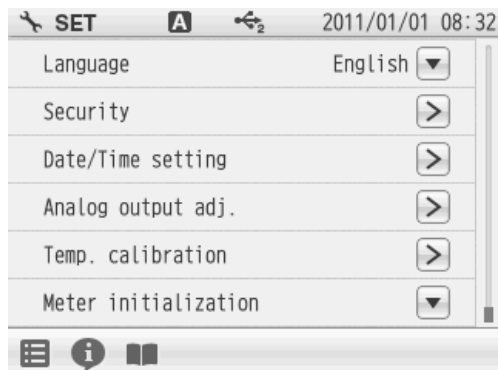 SET A 2 2011/01/01 08:32
Language English
Security
Date/Time setting
Analog output adj.
Temp. calibration
Meter initialization